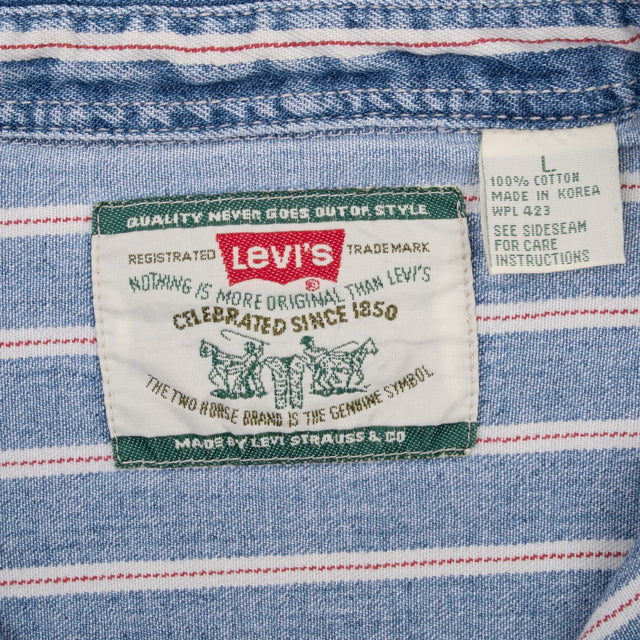 QUALITY NEVER GOES OUT OF STYLE
REGISTRATED LEVI'S TRADE MARK
®
NOTHING IS MORE ORIGINAL THAN LEVI'S
CELEBRATED SINCE 1850
THE TWO HORSE BRAND IS THE GENUINE SYMBOL
MADE BY LEVI STRAUSS & CO
L
100% COTTON
MADE IN KOREA
WPL 423
SEE SIDESEAM
FOR CARE
INSTRUCTIONS